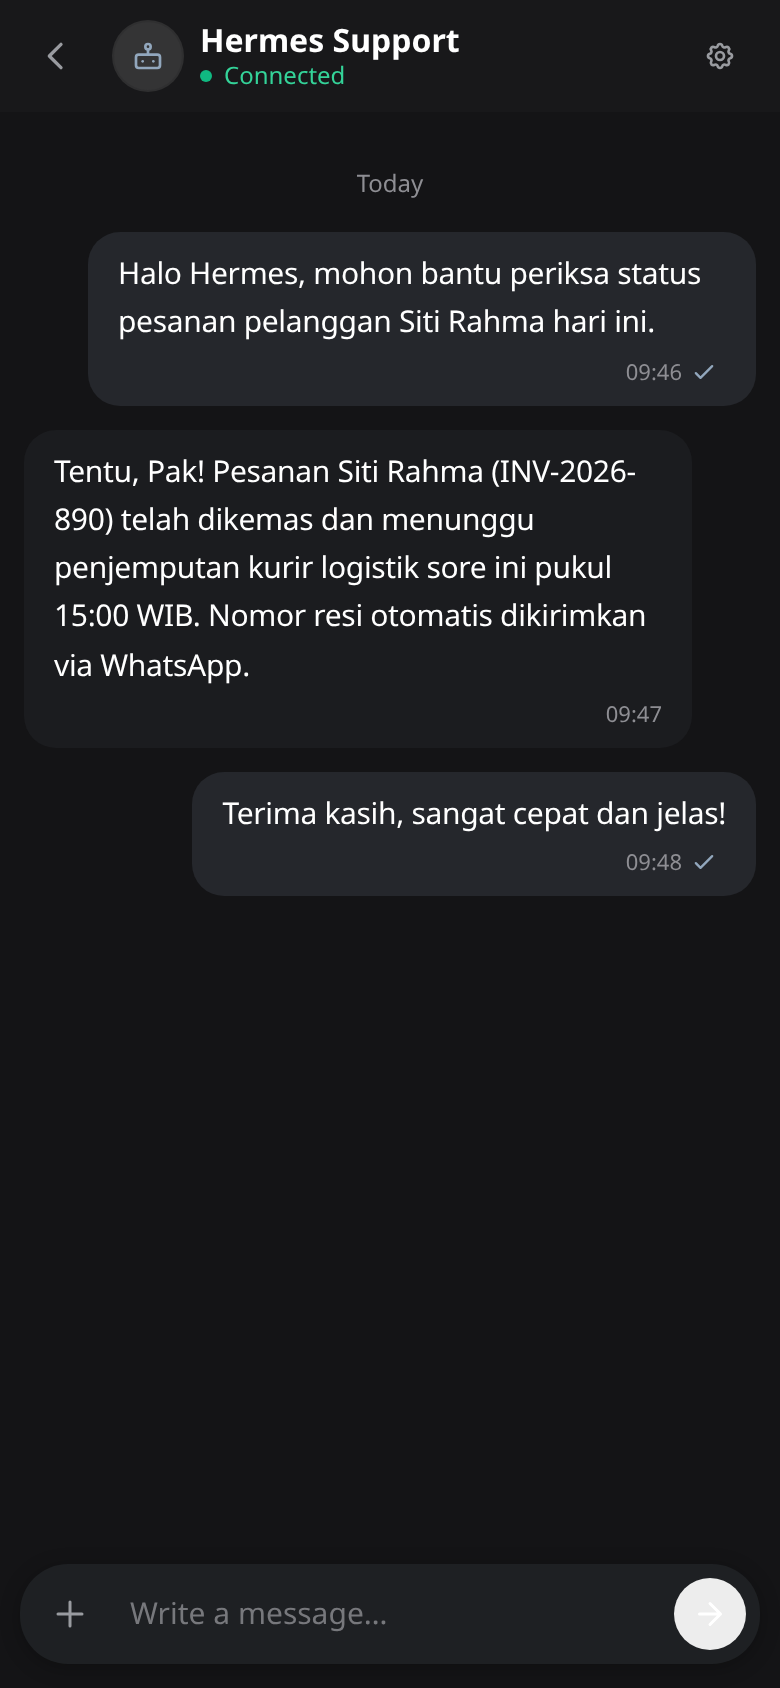 Hermes Support
Connected
Today
Halo Hermes, mohon bantu periksa status
pesanan pelanggan Siti Rahma hari ini.
09:46
Tentu, Pak! Pesanan Siti Rahma (INV-2026-
890) telah dikemas dan menunggu
penjemputan kurir logistik sore ini pukul
15:00 WIB. Nomor resi otomatis dikirimkan
via WhatsApp.
09:47
Terima kasih, sangat cepat dan jelas!
09:48
Write a message...